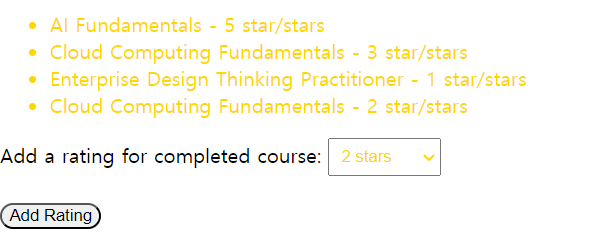 AI Fundamentals - 5 star/stars
Cloud Computing Fundamentals - 3 star/stars
Enterprise Design Thinking Practitioner - 1 star/stars
Cloud Computing Fundamentals - 2 star/stars
Add a rating for completed course: 2 stars
Add Rating